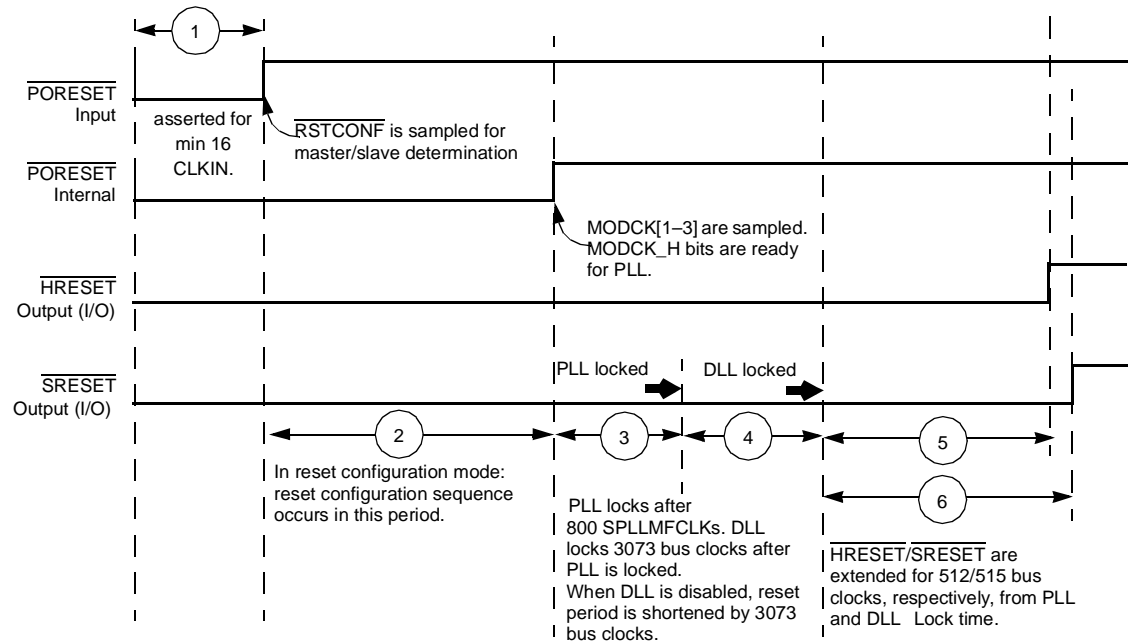 1
PORESET
Input
asserted for
min 16
CLKIN.
RSTCONF is sampled for
master/slave determination
PORESET
Internal
MODCK[1–3] are sampled.
MODCK_H bits are ready
for PLL.
HRESET
Output (I/O)
SRESET
Output (I/O)
PLL locked
DLL locked
2
3
4
5
6
In reset configuration mode:
reset configuration sequence
occurs in this period.
PLL locks after
800 SPLLMFCLKs. DLL
locks 3073 bus clocks after
PLL is locked.
When DLL is disabled, reset
period is shortened by 3073
bus clocks.
HRESET/SRESET are
extended for 512/515 bus
clocks, respectively, from PLL
and DLL Lock time.